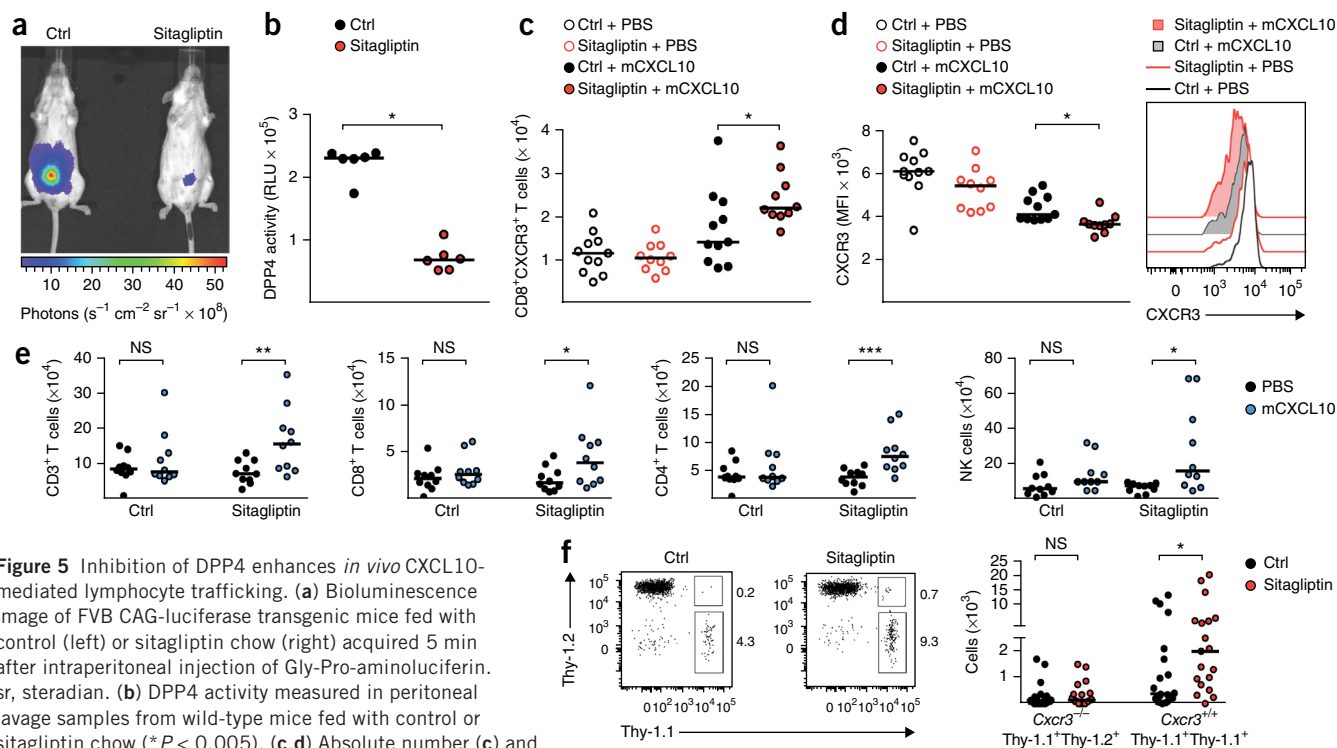 a
Ctrl
Sitagliptin
10 20 30 40 50
Photons (s⁻¹ cm⁻² sr⁻¹ × 10⁸)
b
Ctrl
Sitagliptin
DPP4 activity (RLU × 10⁵)
3
2
1
*
c
Ctrl + PBS
Sitagliptin + PBS
Ctrl + mCXCL10
Sitagliptin + mCXCL10
CD8⁺CXCR3⁺ T cells (× 10⁴)
4
3
2
1
*
d
Ctrl + PBS
Sitagliptin + PBS
Ctrl + mCXCL10
Sitagliptin + mCXCL10
CXCR3 (MFI × 10³)
8
6
4
2
*
Sitagliptin + mCXCL10
Ctrl + mCXCL10
Sitagliptin + PBS
Ctrl + PBS
0 10³ 10⁴ 10⁵
CXCR3
e
CD3⁺ T cells (×10⁴)
40
30
20
10
NS
**
Ctrl
Sitagliptin
CD8⁺ T cells (×10⁴)
15
10
5
NS
*
Ctrl
Sitagliptin
CD4⁺ T cells (×10⁴)
25
20
15
10
5
NS
***
Ctrl
Sitagliptin
NK cells (×10⁴)
80
60
40
20
NS
*
Ctrl
Sitagliptin
PBS
mCXCL10
Figure 5 Inhibition of DPP4 enhances in vivo CXCL10-
mediated lymphocyte trafficking. (a) Bioluminescence
image of FVB CAG-luciferase transgenic mice fed with
control (left) or sitagliptin chow (right) acquired 5 min
after intraperitoneal injection of Gly-Pro-aminoluciferin.
sr, steradian. (b) DPP4 activity measured in peritoneal
lavage samples from wild-type mice fed with control or
sitagliptin chow (*P < 0.005). (c,d) Absolute number (c) and
f
Ctrl
Sitagliptin
Thy-1.2
10⁵
10⁴
10³
0
0.2
4.3
0 10² 10³ 10⁴ 10⁵
10⁵
10⁴
10³
0
0.7
9.3
0 10² 10³ 10⁴ 10⁵
Thy-1.1
Cells (×10³)
25
20
15
10
2
1
NS
*
Cxcr3⁻/⁻
Thy-1.1⁺Thy-1.2⁺
Cxcr3⁺/⁺
Thy-1.1⁺Thy-1.1⁺
Ctrl
Sitagliptin